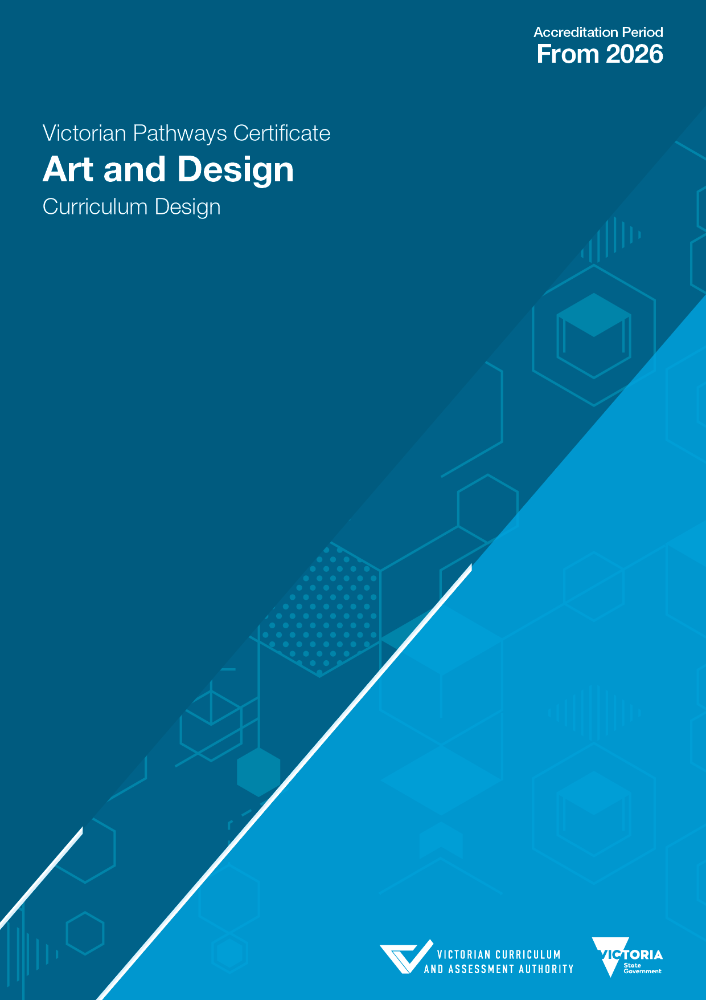 Accreditation Period
From 2026
Victorian Pathways Certificate
Art and Design
Curriculum Design
VICTORIAN CURRICULUM
AND ASSESSMENT AUTHORITY
VICTORIA
State
Government